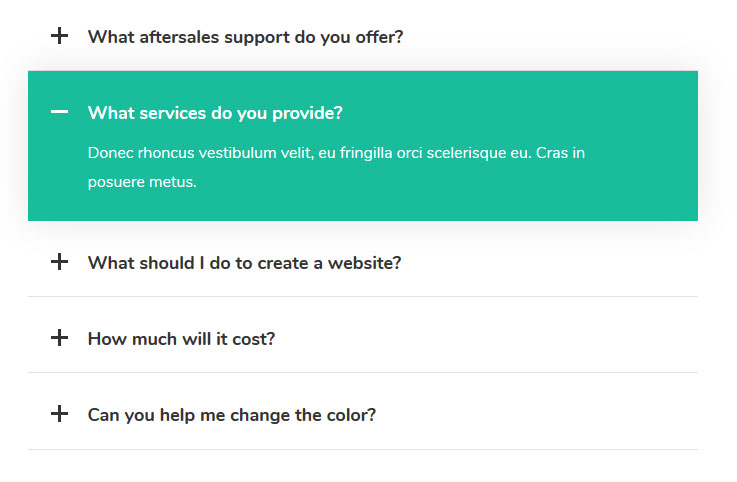 What aftersales support do you offer?
What services do you provide?
Donec rhoncus vestibulum velit, eu fringilla orci scelerisque eu. Cras in
posuere metus.
What should I do to create a website?
How much will it cost?
Can you help me change the color?